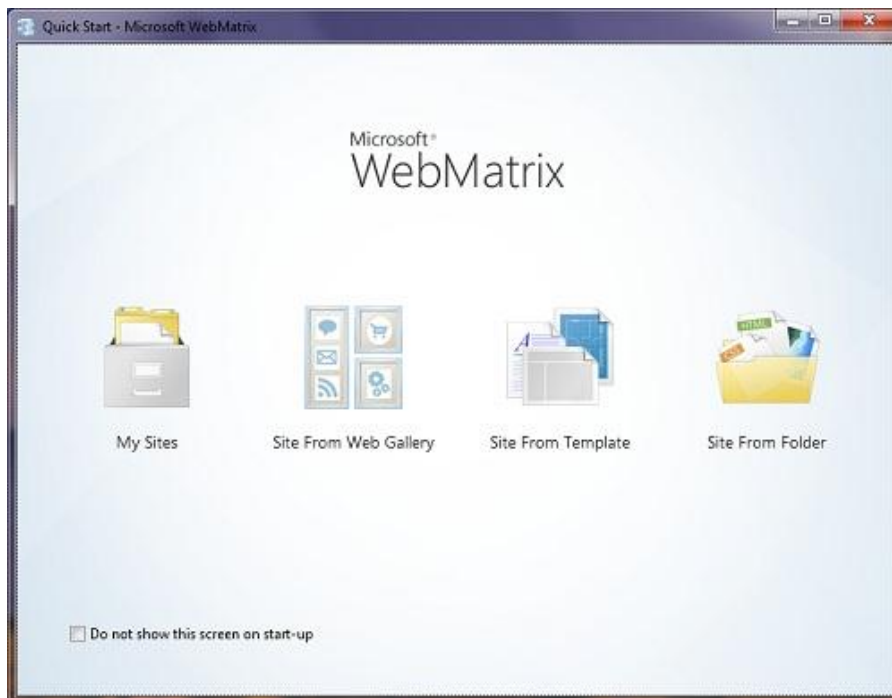 Quick Start - Microsoft WebMatrix
Microsoft®
WebMatrix
HTML
My Sites
Site From Web Gallery
Site From Template
Site From Folder
Do not show this screen on start-up